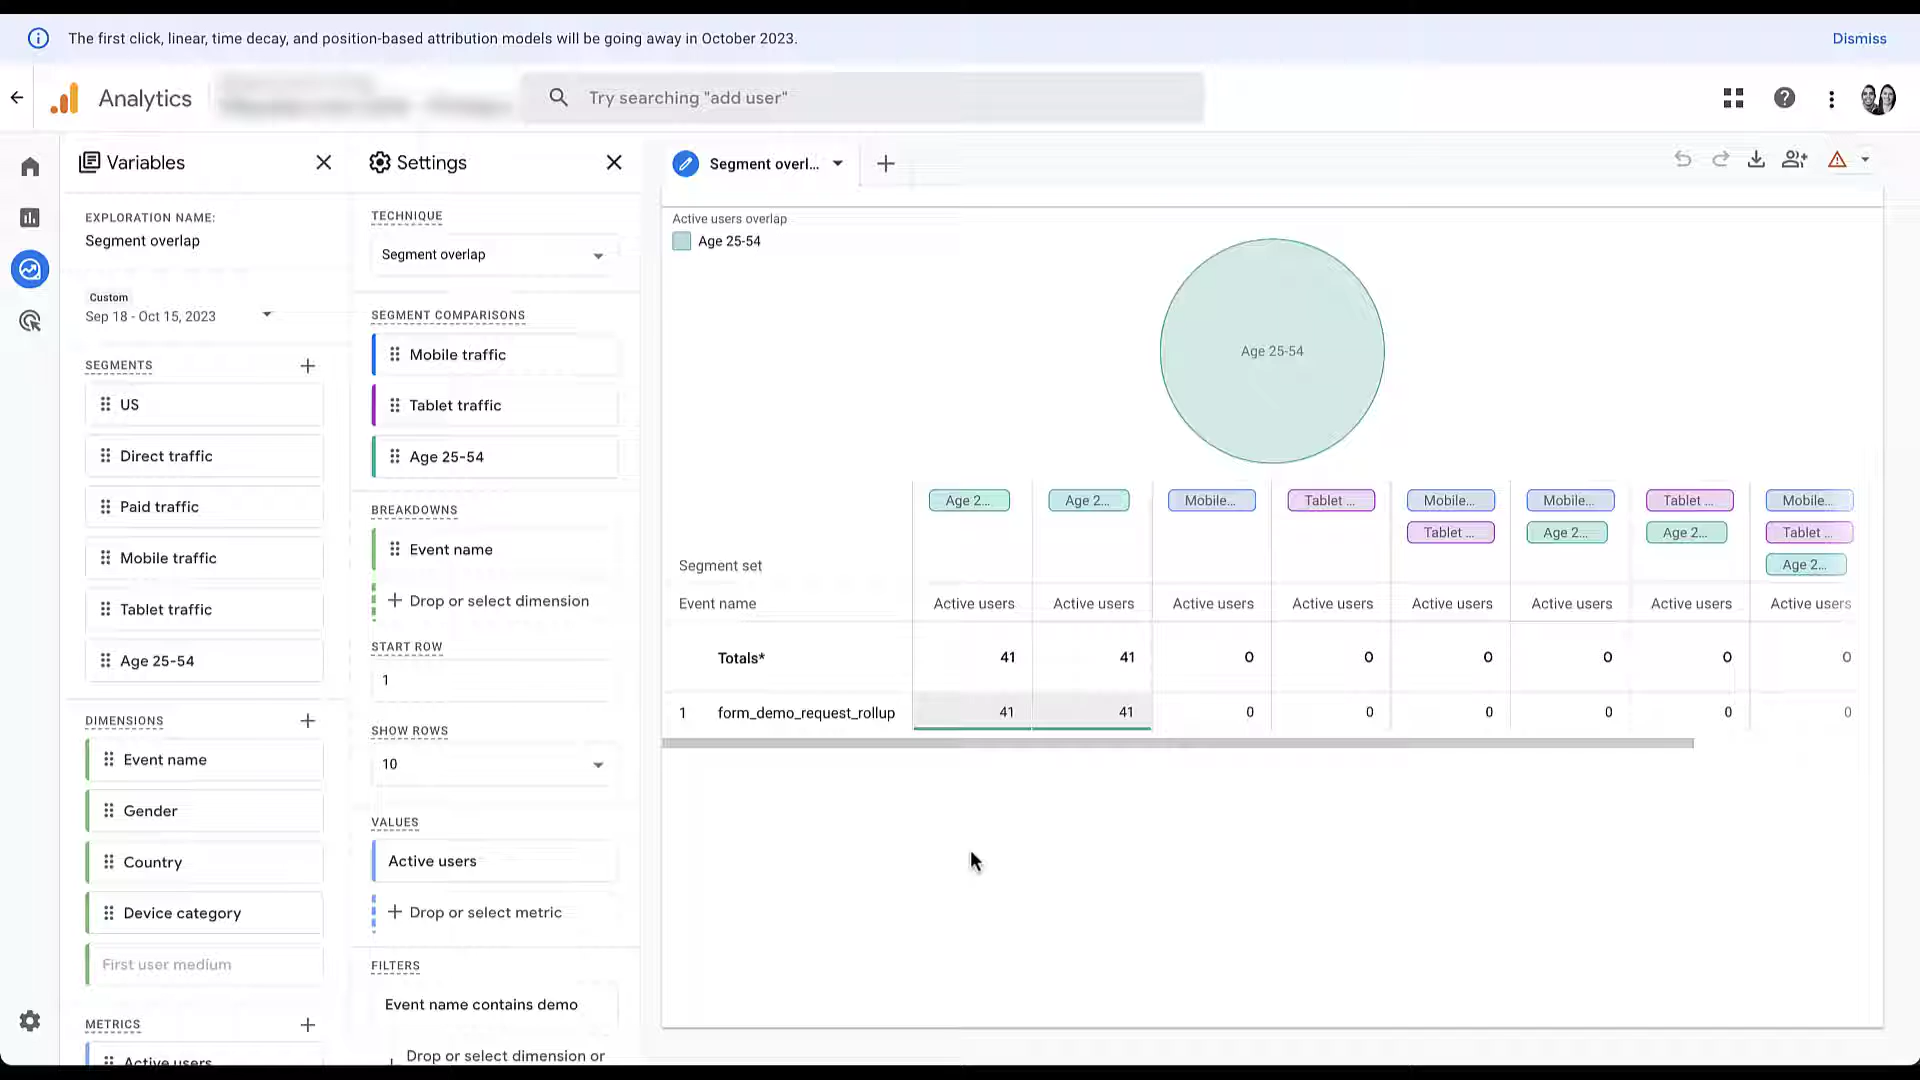 The first click, linear, time decay, and position-based attribution models will be going away in October 2023.
Dismiss
Analytics
Try searching "add user"
Variables
EXPLORATION NAME:
Segment overlap
Custom
Sep 18 - Oct 15, 2023
SEGMENTS
US
Direct traffic
Paid traffic
Mobile traffic
Tablet traffic
Age 25-54
DIMENSIONS
Event name
Gender
Country
Device category
First user medium
METRICS
Active users
Settings
TECHNIQUE
Segment overlap
SEGMENT COMPARISONS
Mobile traffic
Tablet traffic
Age 25-54
BREAKDOWNS
Event name
Drop or select dimension
START ROW
1
SHOW ROWS
10
VALUES
Active users
Drop or select metric
FILTERS
Event name contains demo
Drop or select dimension or
Segment overl...
Active users overlap
Age 25-54
Age 25-54
Age 2... Age 2... Mobile... Tablet ... Mobile... Mobile... Tablet ... Mobile...
Tablet ... Age 2... Age 2... Tablet ...
Segment set Age 2...
Event name Active users Active users Active users Active users Active users Active users Active users Active users
Totals* 41 41 0 0 0 0 0 0
1 form_demo_request_rollup 41 41 0 0 0 0 0 0